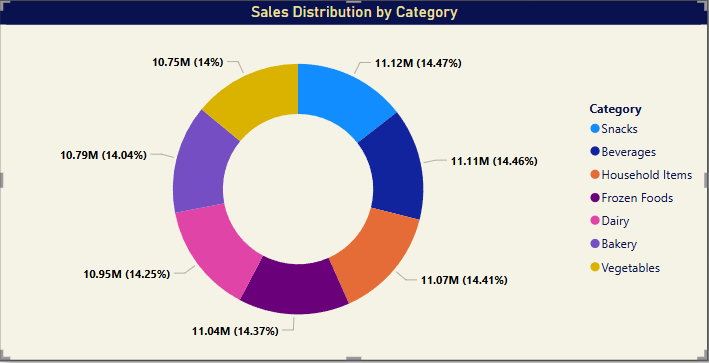 Sales Distribution by Category
10.75M (14%)
11.12M (14.47%)
10.79M (14.04%)
11.11M (14.46%)
10.95M (14.25%)
11.07M (14.41%)
11.04M (14.37%)
Category
Snacks
Beverages
Household Items
Frozen Foods
Dairy
Bakery
Vegetables